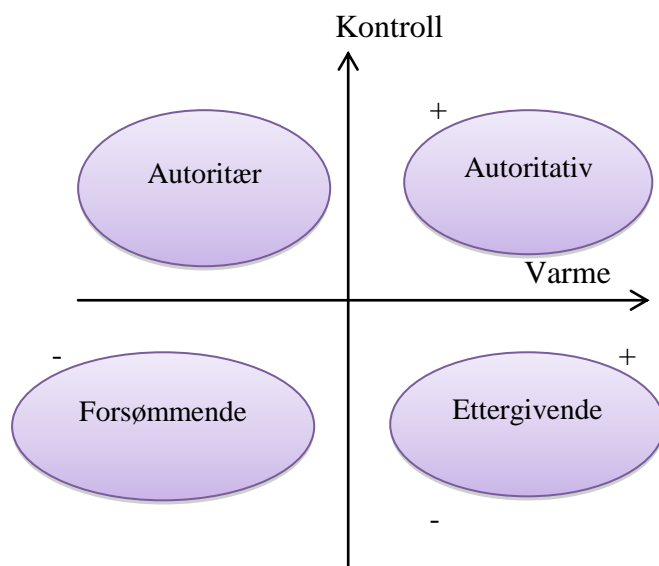 Kontroll
+
Autoritær
Autoritativ
Varme
-
+
Forsømmende
Ettergivende
-